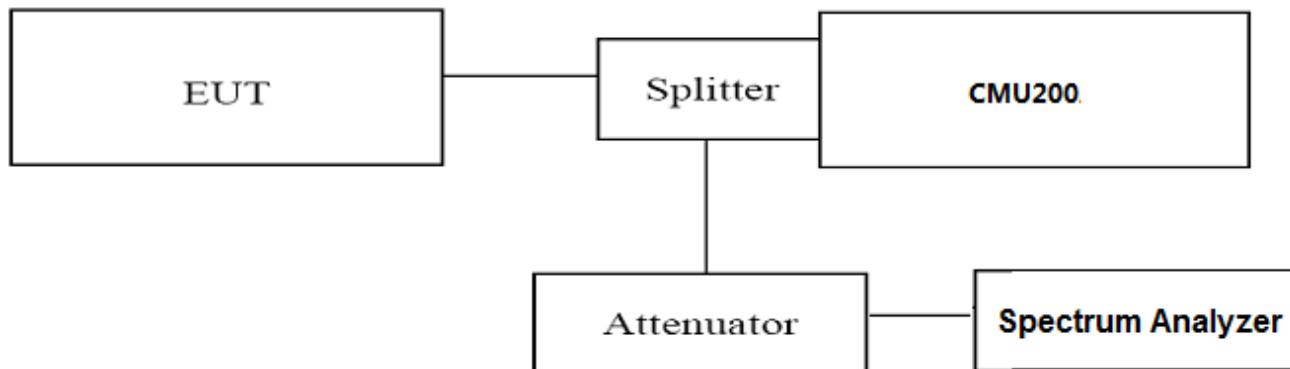 EUT
Splitter
CMU200
Attenuator
Spectrum Analyzer